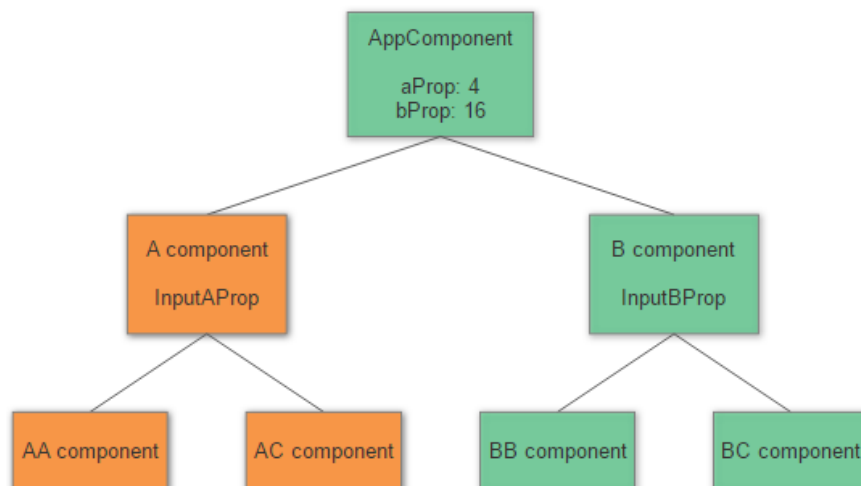 AppComponent
aProp: 4
bProp: 16
A component
InputAProp
B component
InputBProp
AA component
AC component
BB component
BC component